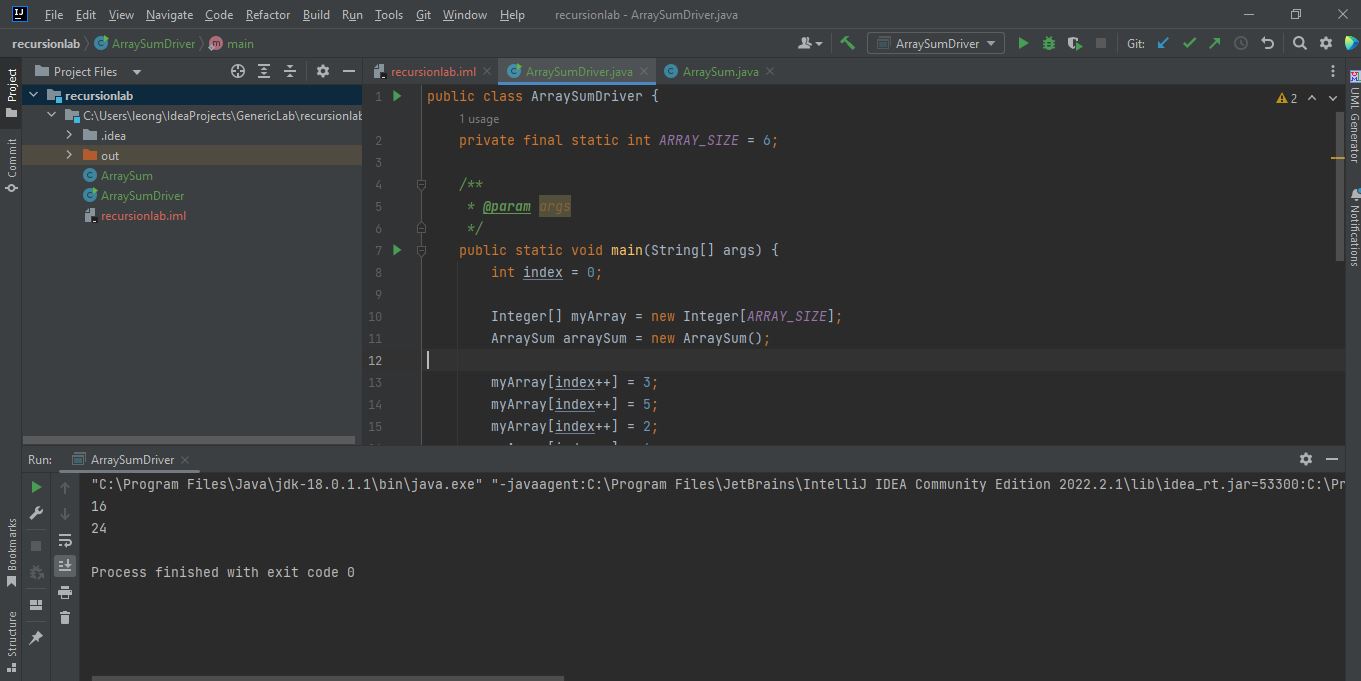 File Edit View Navigate Code Refactor Build Run Tools Git Window Help recursionlab - ArraySumDriver.java
recursionlab ArraySumDriver main ArraySumDriver Git:
Project
Commit
Bookmarks
Structure
Project Files
recursionlab
C:\Users\leong\IdeaProjects\GenericLab\recursionlab
.idea
out
ArraySum
ArraySumDriver
recursionlab.iml
recursionlab.iml ArraySumDriver.java ArraySum.java
1 public class ArraySumDriver {
1 usage
2 private final static int ARRAY_SIZE = 6;
3
4 /**
5 * @param args
6 */
7 public static void main(String[] args) {
8 int index = 0;
9
10 Integer[] myArray = new Integer[ARRAY_SIZE];
11 ArraySum arraySum = new ArraySum();
12
13 myArray[index++] = 3;
14 myArray[index++] = 5;
15 myArray[index++] = 2;
2
UML Generator
Notifications
Run: ArraySumDriver
"C:\Program Files\Java\jdk-18.0.1.1\bin\java.exe" "-javaagent:C:\Program Files\JetBrains\IntelliJ IDEA Community Edition 2022.2.1\lib\idea_rt.jar=53300:C:\Pr
16
24
Process finished with exit code 0